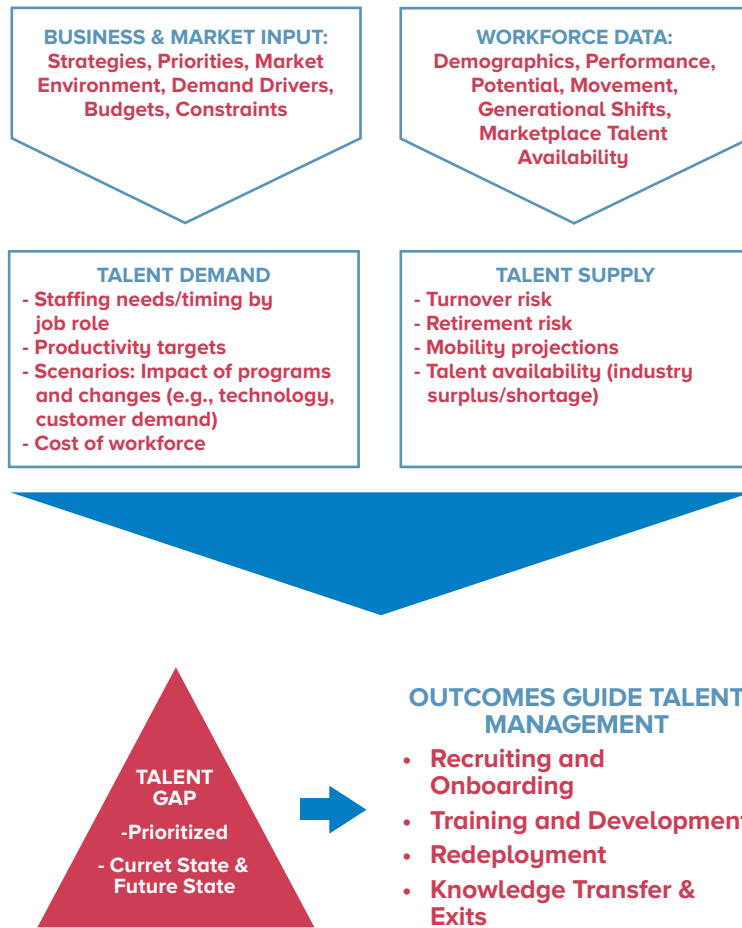 BUSINESS & MARKET INPUT:
Strategies, Priorities, Market
Environment, Demand Drivers,
Budgets, Constraints
WORKFORCE DATA:
Demographics, Performance,
Potential, Movement,
Generational Shifts,
Marketplace Talent
Availability
TALENT DEMAND
- Staffing needs/timing by
job role
- Productivity targets
- Scenarios: Impact of programs
and changes (e.g., technology,
customer demand)
- Cost of workforce
TALENT SUPPLY
- Turnover risk
- Retirement risk
- Mobility projections
- Talent availability (industry
surplus/shortage)
TALENT
GAP
-Prioritized
- Curret State &
Future State
OUTCOMES GUIDE TALENT
MANAGEMENT
• Recruiting and
Onboarding
• Training and Development
• Redeployment
• Knowledge Transfer &
Exits